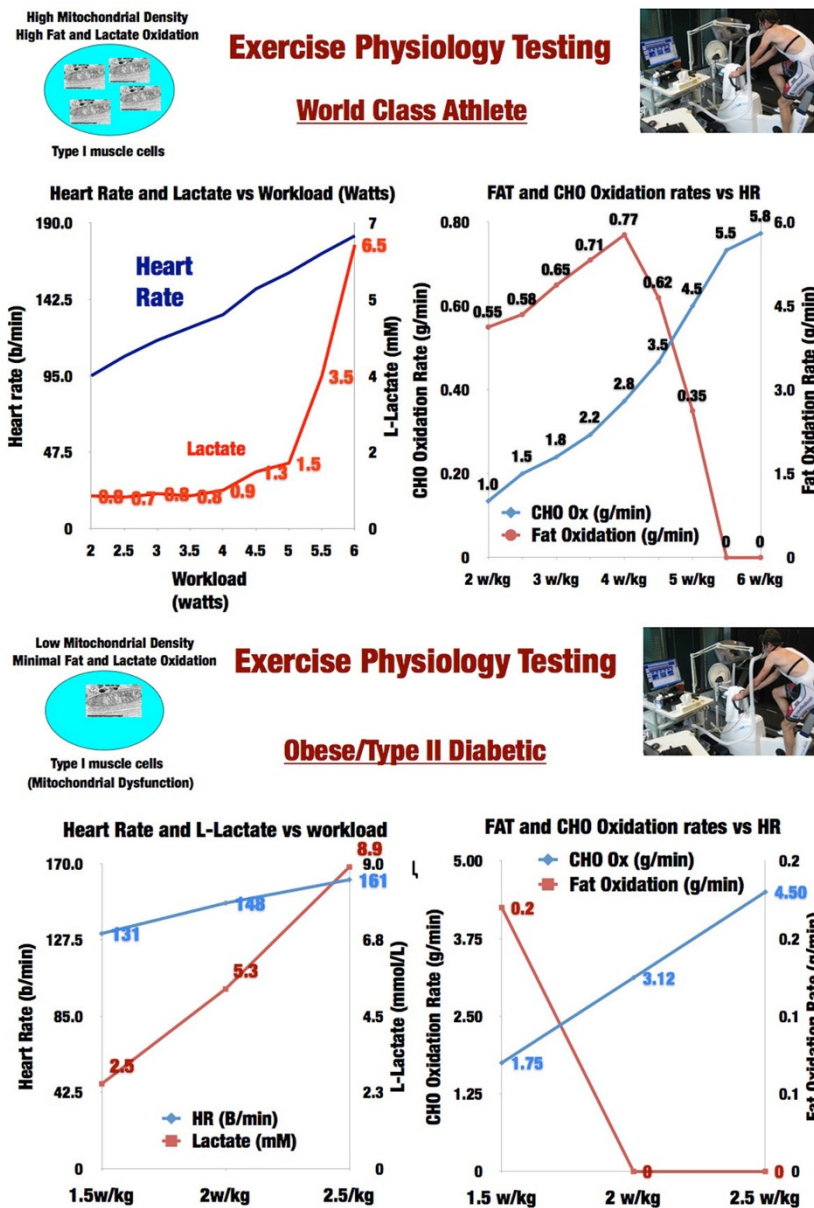 High Mitochondrial Density
High Fat and Lactate Oxidation
Type I muscle cells
Exercise Physiology Testing
World Class Athlete
Heart Rate and Lactate vs Workload (Watts)
190.0
142.5
95.0
47.5
0
Heart rate (b/min)
Heart
Rate
Lactate
0.8
0.7
0.8
0.8
0.9
1.3
1.5
3.5
6.5
7
5
4
2
0
L-Lactate (mM)
2 2.5 3 3.5 4 4.5 5 5.5 6
Workload
(watts)
FAT and CHO Oxidation rates vs HR
0.80
0.60
0.40
0.20
0
CHO Oxidation Rate (g/min)
0.55
0.58
0.65
0.71
0.77
0.62
0.35
0
0
1.0
1.5
1.8
2.2
2.8
3.5
4.5
5.5
5.8
CHO Ox (g/min)
Fat Oxidation (g/min)
6.0
4.5
3.0
1.5
0
Fat Oxidation Rate (g/min)
2 w/kg 3 w/kg 4 w/kg 5 w/kg 6 w/kg
Low Mitochondrial Density
Minimal Fat and Lactate Oxidation
Type I muscle cells
(Mitochondrial Dysfunction)
Exercise Physiology Testing
Obese/Type II Diabetic
Heart Rate and L-Lactate vs workload
170.0
127.5
85.0
42.5
0
Heart Rate (b/min)
131
148
161
2.5
5.3
8.9
HR (B/min)
Lactate (mM)
9.0
6.8
4.5
2.3
0
L-Lactate (mmol/L)
1.5w/kg 2w/kg 2.5/kg
FAT and CHO Oxidation rates vs HR
5.00
3.75
2.50
1.25
0
CHO Oxidation Rate (g/min)
CHO Ox (g/min)
Fat Oxidation (g/min)
0.2
0
0
1.75
3.12
4.50
0.2
0.2
0.1
0.1
0
Fat Oxidation Rate (g/min)
1.5 w/kg 2 w/kg 2.5 w/kg